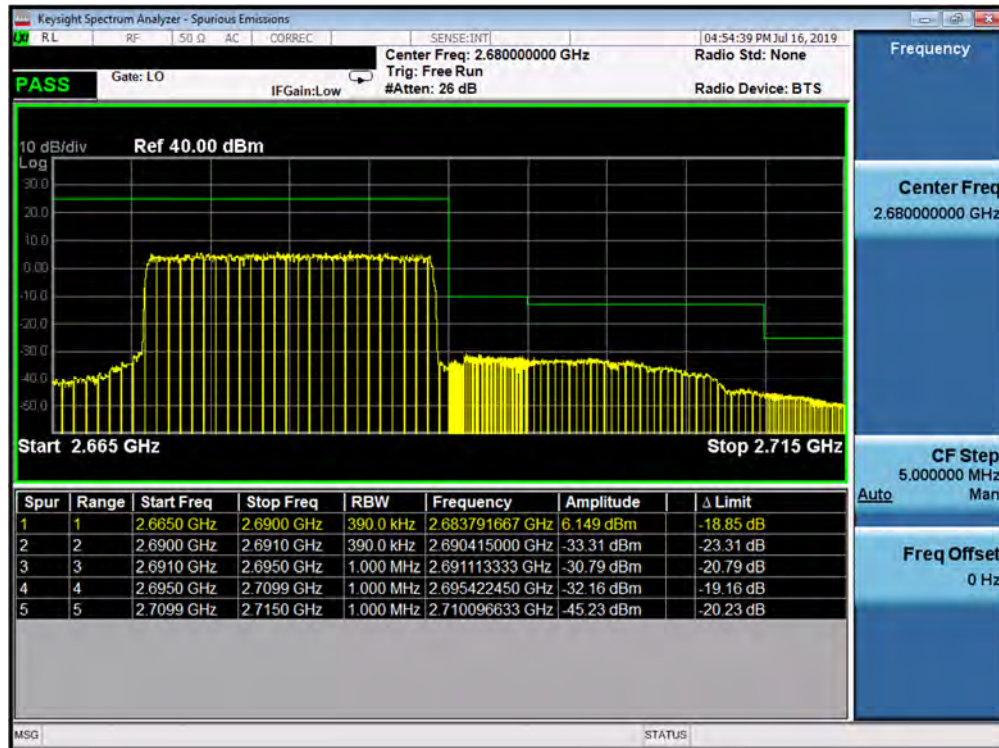 Keysight Spectrum Analyzer - Spurious Emissions
LXI RL RF 50 Ω AC CORREC SENSE:INT 04:54:39 PM Jul 16, 2019
Center Freq: 2.680000000 GHz Radio Std: None
PASS Gate: LO Trig: Free Run
IFGain:Low #Atten: 26 dB Radio Device: BTS
10 dB/div Ref 40.00 dBm
Log
30.0
20.0
10.0
0.00
-10.0
-20.0
-30.0
-40.0
-50.0
Start 2.665 GHz Stop 2.715 GHz
Spur Range Start Freq Stop Freq RBW Frequency Amplitude Δ Limit
1 1 2.6650 GHz 2.6900 GHz 390.0 kHz 2.683791667 GHz 6.149 dBm -18.85 dB
2 2 2.6900 GHz 2.6910 GHz 390.0 kHz 2.690415000 GHz -33.31 dBm -23.31 dB
3 3 2.6910 GHz 2.6950 GHz 1.000 MHz 2.691113333 GHz -30.79 dBm -20.79 dB
4 4 2.6950 GHz 2.7099 GHz 1.000 MHz 2.695422450 GHz -32.16 dBm -19.16 dB
5 5 2.7099 GHz 2.7150 GHz 1.000 MHz 2.710096633 GHz -45.23 dBm -20.23 dB
MSG STATUS
Frequency
Center Freq
2.680000000 GHz
CF Step
5.000000 MHz
Auto Man
Freq Offset
0 Hz